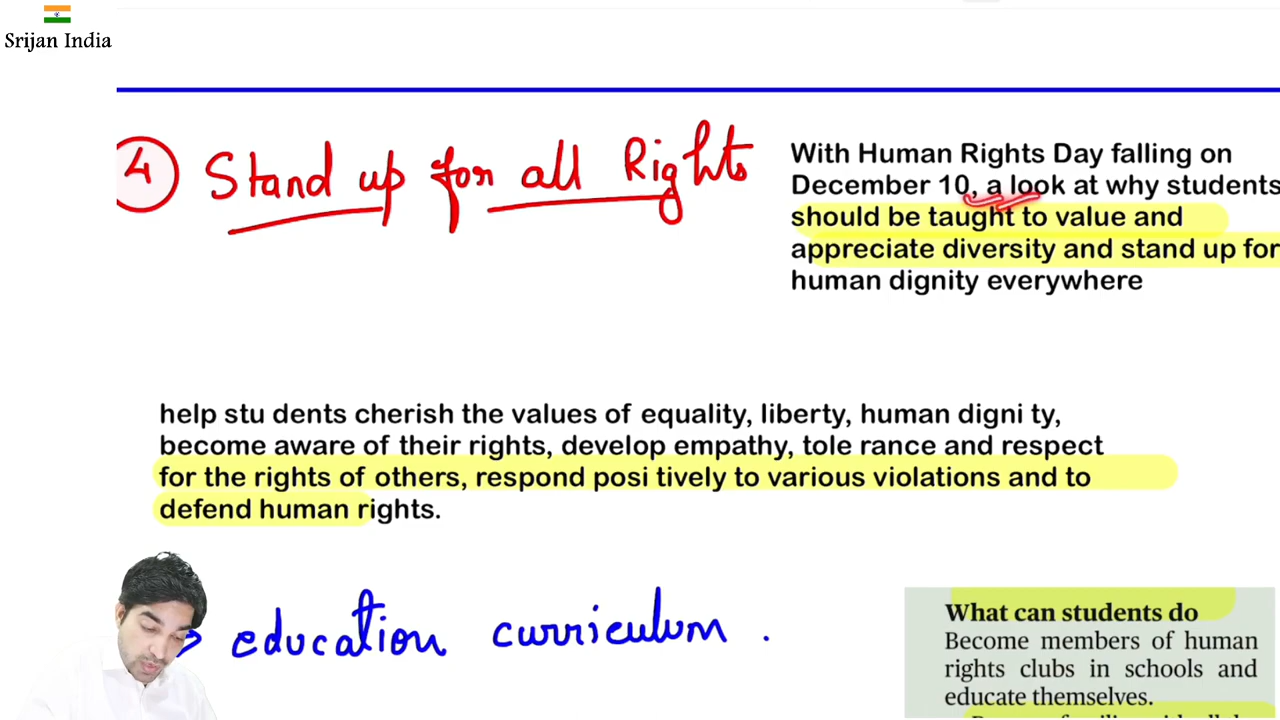 Srijan India
4 Stand up for all Rights
With Human Rights Day falling on
December 10, a look at why students
should be taught to value and
appreciate diversity and stand up for
human dignity everywhere
help stu dents cherish the values of equality, liberty, human digni ty,
become aware of their rights, develop empathy, tole rance and respect
for the rights of others, respond posi tively to various violations and to
defend human rights.
education curriculum .
What can students do
Become members of human
rights clubs in schools and
educate themselves.